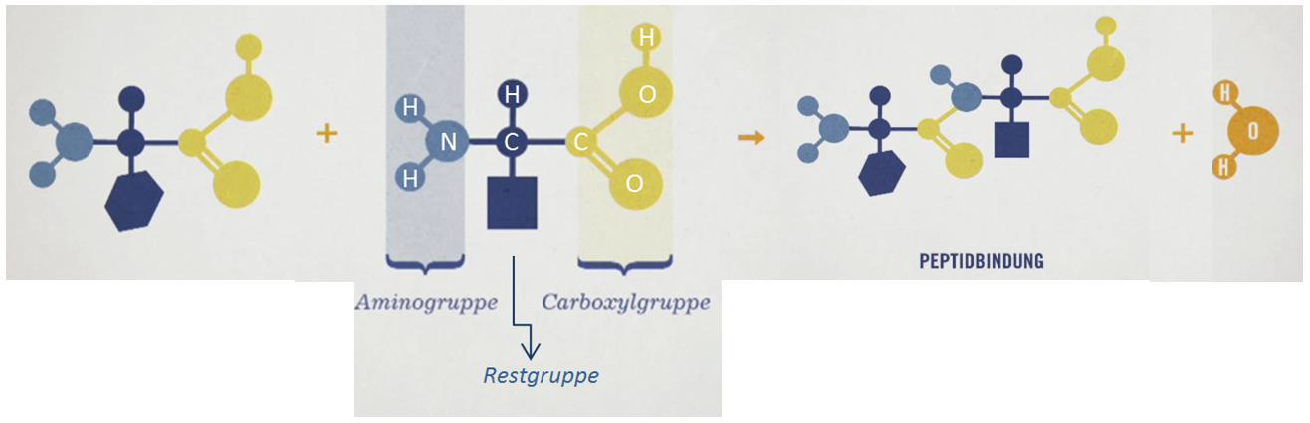 +
H
H
N
H
C
C
O
H
O
+
H
O
H
PEPTIDBINDUNG
Aminogruppe
Carboxylgruppe
Restgruppe